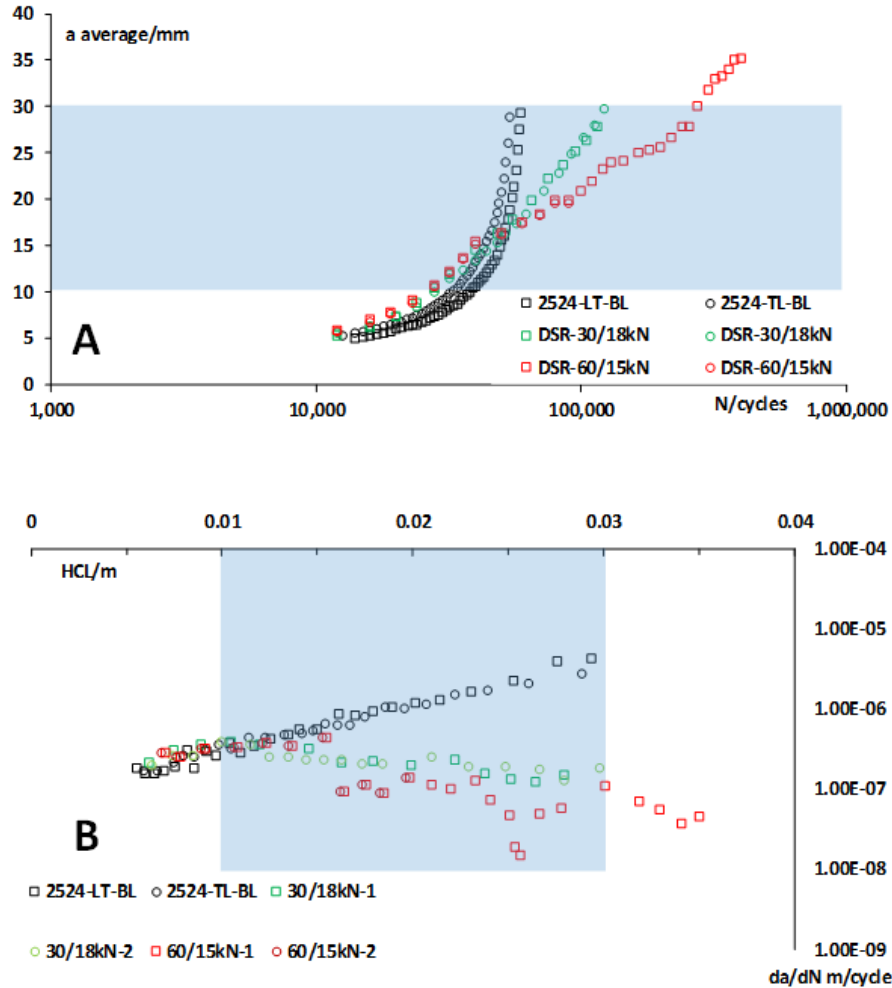 a average/mm
40
35
30
25
20
15
10
5
0
A
□ 2524-LT-BL ○ 2524-TL-BL
□ DSR-30/18kN ○ DSR-30/18kN
□ DSR-60/15kN ○ DSR-60/15kN
1,000 10,000 100,000 N/cycles 1,000,000
0 0.01 0.02 0.03 0.04
HCL/m
1.00E-04
1.00E-05
1.00E-06
1.00E-07
1.00E-08
1.00E-09
B
□ 2524-LT-BL ○ 2524-TL-BL □ 30/18kN-1
○ 30/18kN-2 □ 60/15kN-1 ○ 60/15kN-2
da/dN m/cycle